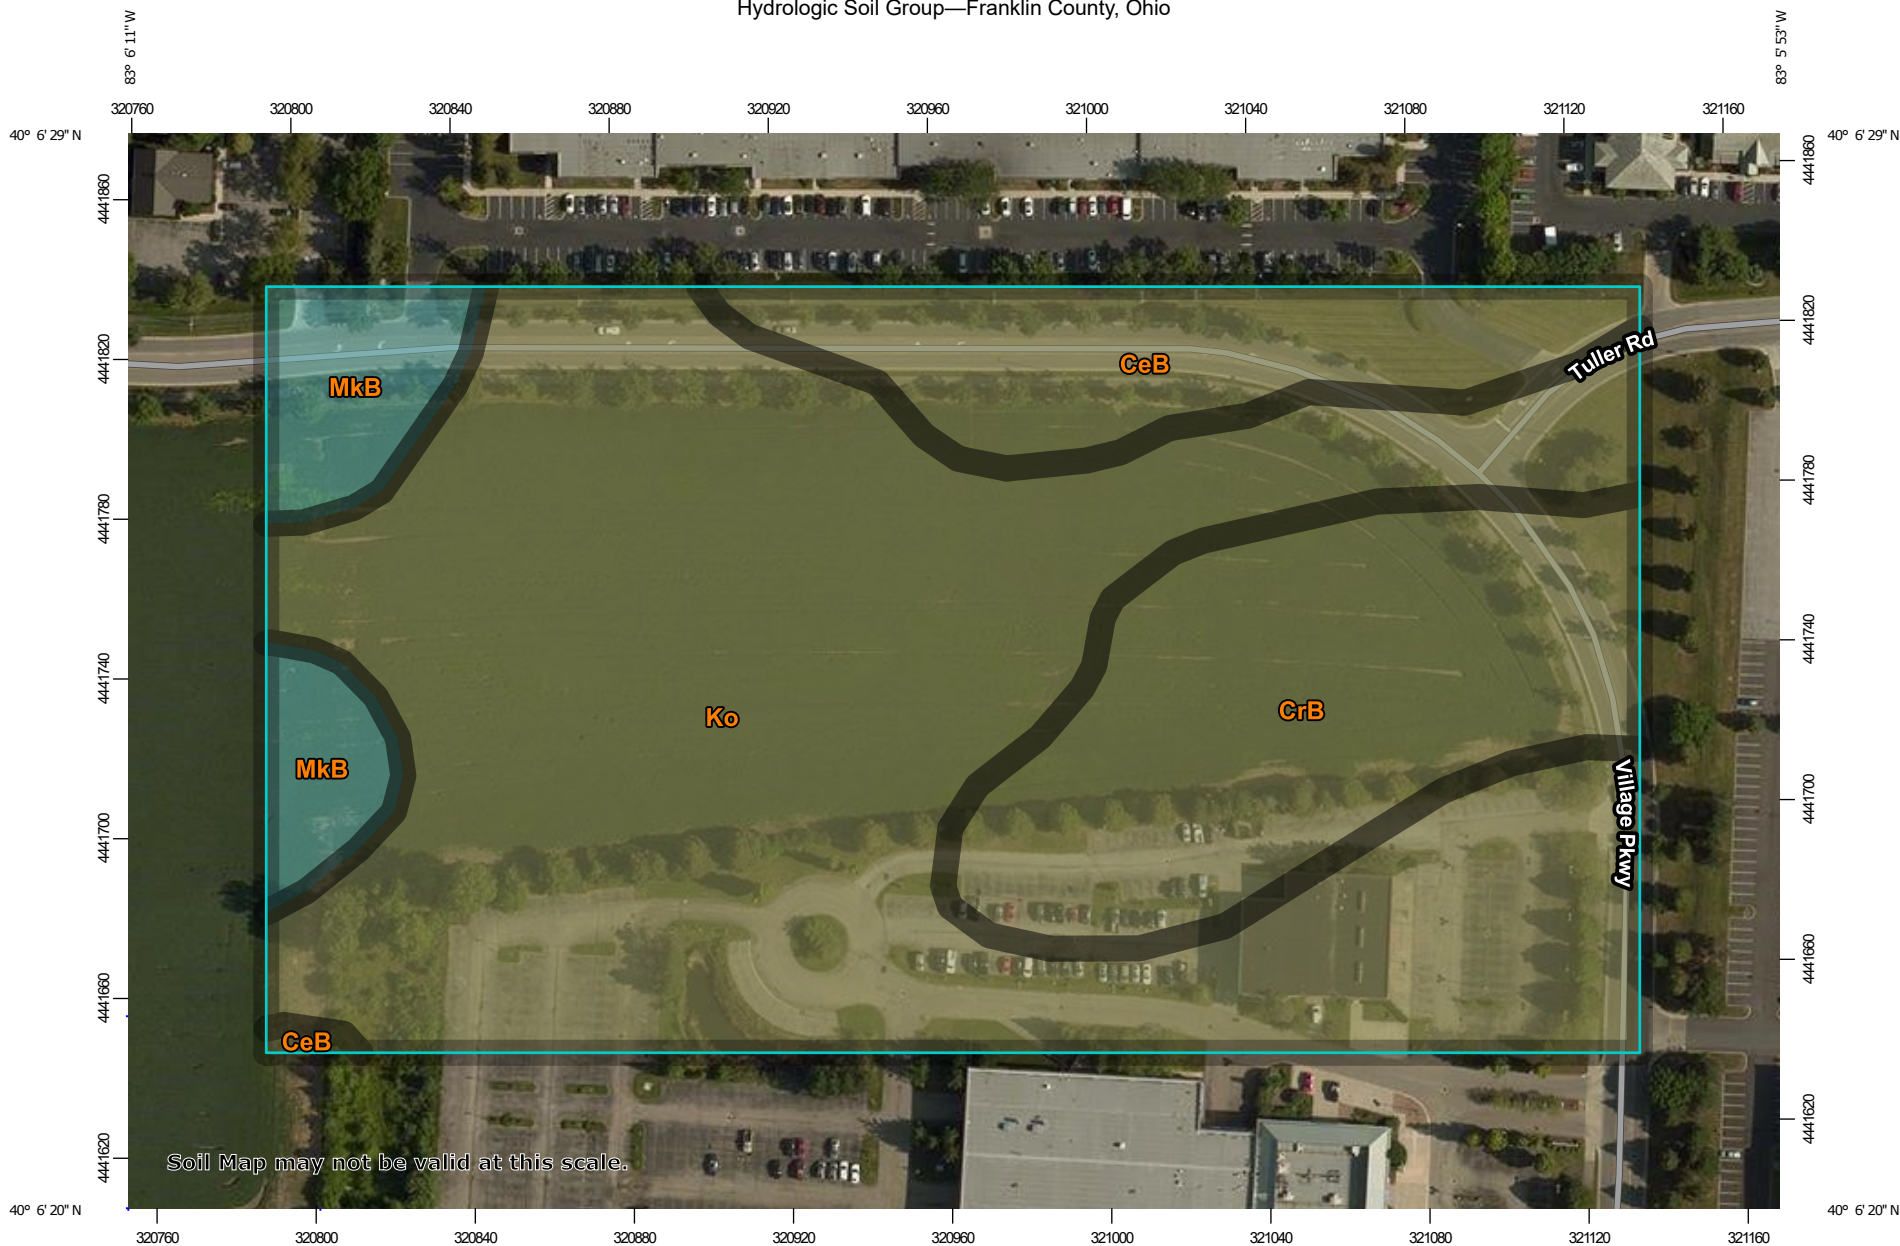 Hydrologic Soil Group—Franklin County, Ohio
83° 6' 11'' W
83° 5' 53'' W
320760 320800 320840 320880 320920 320960 321000 321040 321080 321120 321160
40° 6' 29'' N
40° 6' 29'' N
4441860
4441860
4441820
4441820
Tuller Rd
CeB
MkB
4441780
4441780
4441740
4441740
CrB
Ko
MkB
4441700
4441700
Village Pkwy
4441660
4441660
CeB
4441620
4441620
Soil Map may not be valid at this scale.
40° 6' 20'' N
40° 6' 20'' N
320760 320800 320840 320880 320920 320960 321000 321040 321080 321120 321160